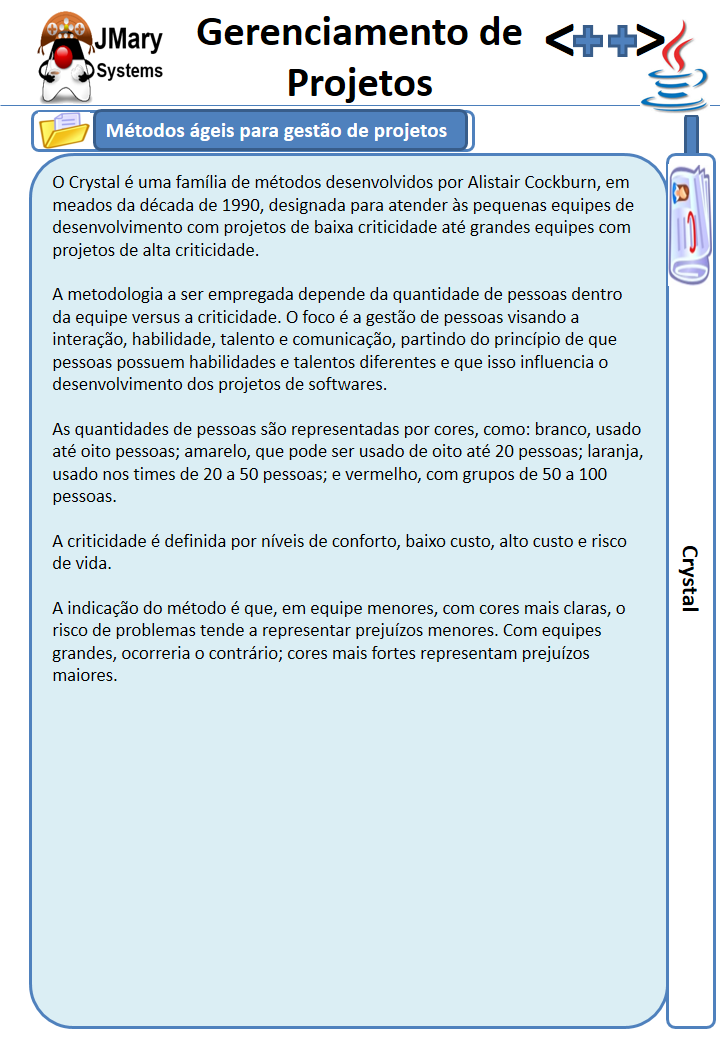 JMary
Systems
Gerenciamento de
Projetos
<++>
Métodos ágeis para gestão de projetos
O Crystal é uma família de métodos desenvolvidos por Alistair Cockburn, em
meados da década de 1990, designada para atender às pequenas equipes de
desenvolvimento com projetos de baixa criticidade até grandes equipes com
projetos de alta criticidade.
A metodologia a ser empregada depende da quantidade de pessoas dentro
da equipe versus a criticidade. O foco é a gestão de pessoas visando a
interação, habilidade, talento e comunicação, partindo do princípio de que
pessoas possuem habilidades e talentos diferentes e que isso influencia o
desenvolvimento dos projetos de softwares.
As quantidades de pessoas são representadas por cores, como: branco, usado
até oito pessoas; amarelo, que pode ser usado de oito até 20 pessoas; laranja,
usado nos times de 20 a 50 pessoas; e vermelho, com grupos de 50 a 100
pessoas.
A criticidade é definida por níveis de conforto, baixo custo, alto custo e risco
de vida.
A indicação do método é que, em equipe menores, com cores mais claras, o
risco de problemas tende a representar prejuízos menores. Com equipes
grandes, ocorreria o contrário; cores mais fortes representam prejuízos
maiores.
Crystal